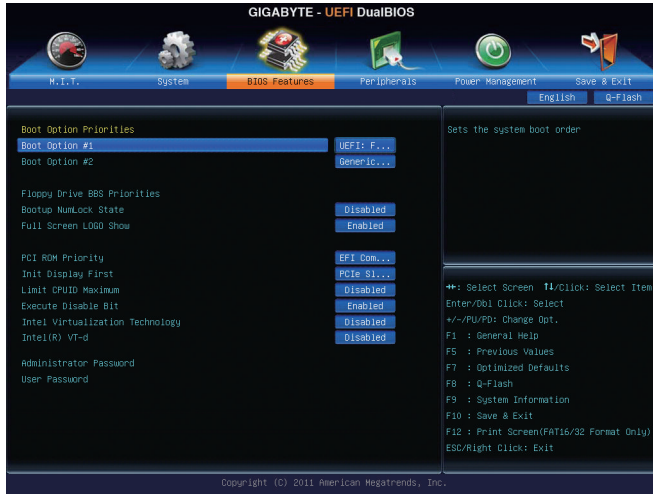 GIGABYTE - UEFI DualBIOS
M.I.T. System BIOS Features Peripherals Power Management Save & Exit
English Q-Flash
Boot Option Priorities
Boot Option #1 UEFI: F...
Boot Option #2 Generic...
Floppy Drive BBS Priorities
Bootup NumLock State Disabled
Full Screen LOGO Show Enabled
PCI ROM Priority EFI Com...
Init Display First PCIe Sl...
Limit CPUID Maximum Disabled
Execute Disable Bit Enabled
Intel Virtualization Technology Disabled
Intel(R) VT-d Disabled
Administrator Password
User Password
Sets the system boot order
→←: Select Screen ↑↓/Click: Select Item
Enter/Dbl Click: Select
+/-/PU/PD: Change Opt.
F1 : General Help
F5 : Previous Values
F7 : Optimized Defaults
F8 : Q-Flash
F9 : System Information
F10 : Save & Exit
F12 : Print Screen(FAT16/32 Format Only)
ESC/Right Click: Exit
Copyright (C) 2011 American Megatrends, Inc.